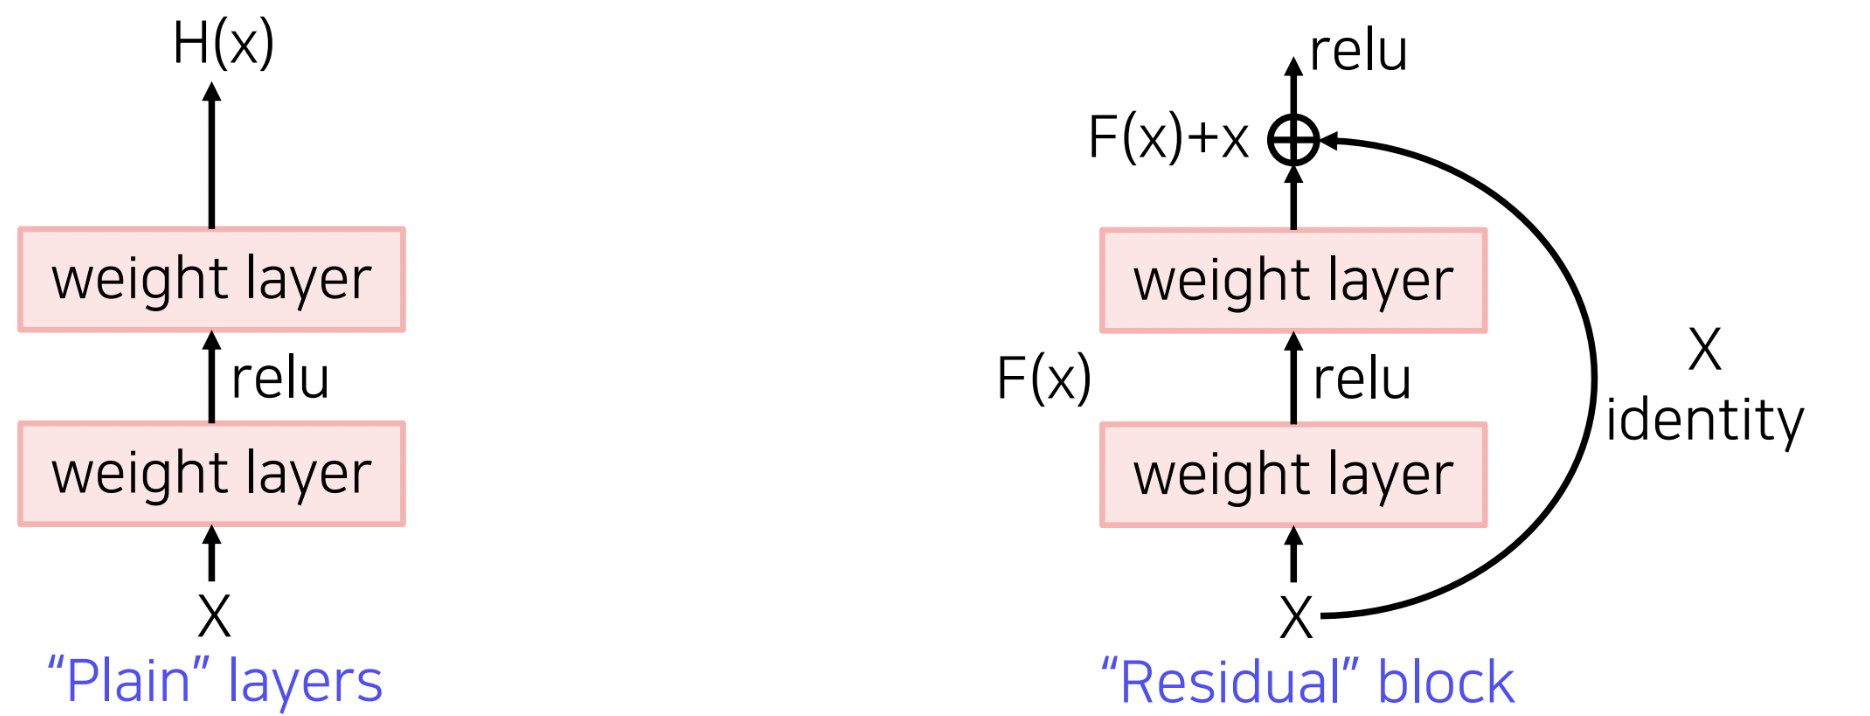 H(x)
weight layer
relu
weight layer
X
“Plain” layers
relu
F(x)+x
weight layer
F(x)
relu
X
identity
weight layer
X
“Residual” block